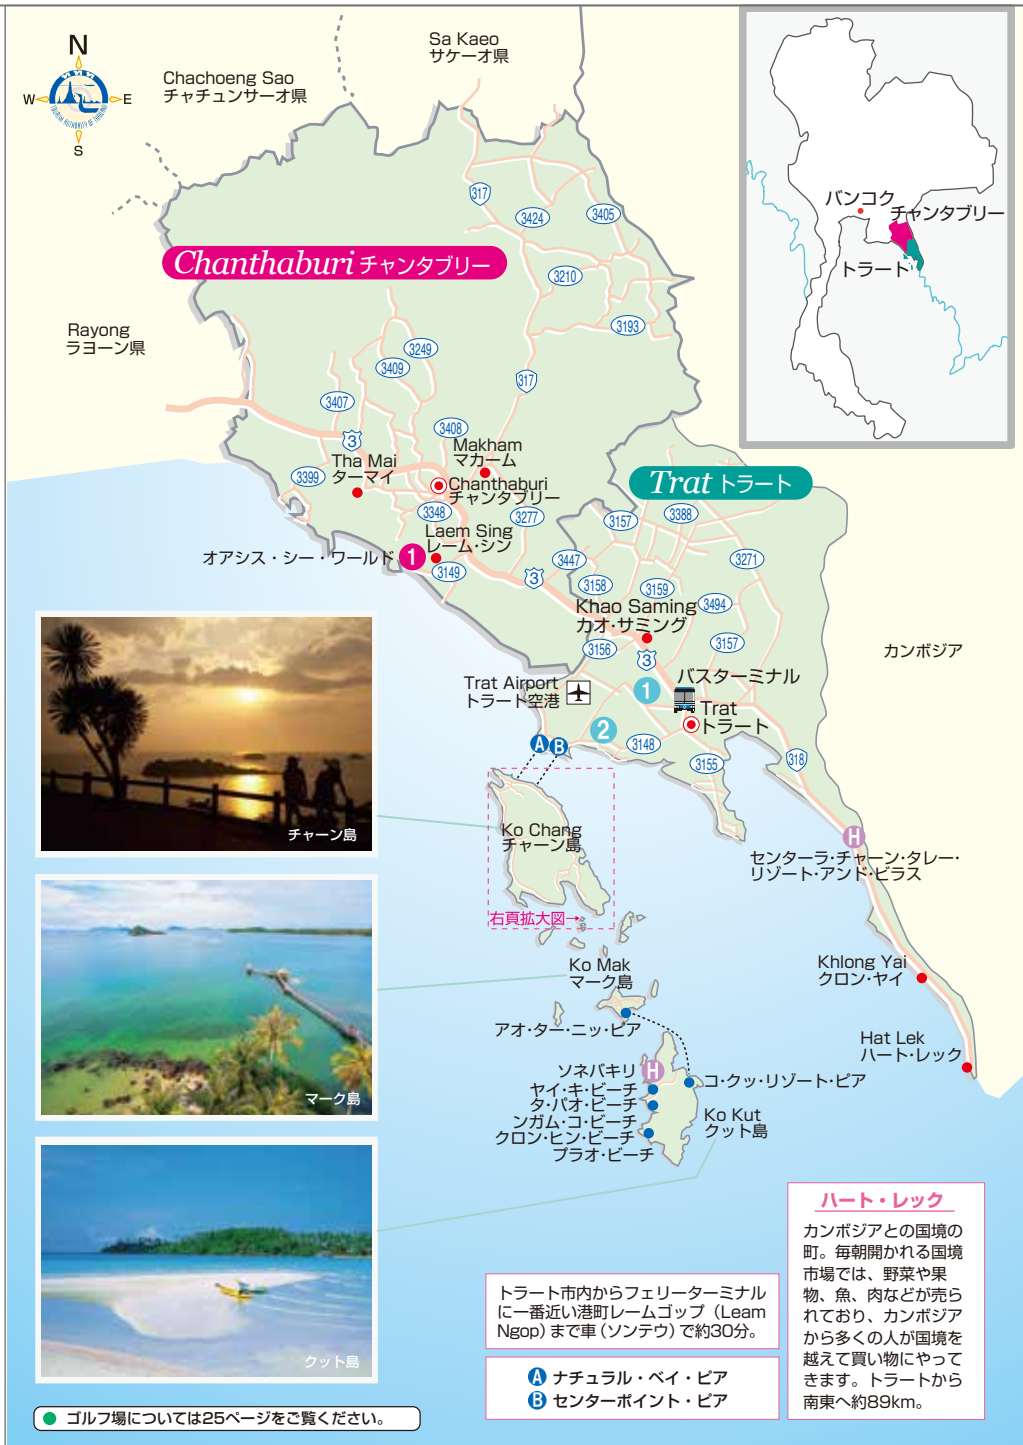 N
W
E
S
Sa Kaeo
サケーオ県
Chachoeng Sao
チャチュンサーオ県
Rayong
ラヨーン県
Chanthaburi チャンタブリー
バンコク
チャンタブリー
トラート
317
3424
3405
3210
3193
3249
3409
3407
317
3408
3
Makham
マカーム
Tha Mai
ターマイ
3399
Chanthaburi
チャンタブリー
3348
3277
Laem Sing
レーム・シン
オアシス・シー・ワールド
1
3149
Trat トラート
3157
3388
3271
3447
3
3158
3159
3494
Khao Saming
カオ・サミング
3157
3156
3
カンボジア
Trat Airport
トラート空港
1
バスターミナル
Trat
トラート
2
A
B
3148
3155
318
Ko Chang
チャーン島
右頁拡大図→
H
センターラ・チャーン・タレー・
リゾート・アンド・ビラス
Khlong Yai
クロン・ヤイ
Hat Lek
ハート・レック
Ko Mak
マーク島
アオ・ター・ニッ・ピア
ソネバキリ
H
コ・クッ・リゾート・ピア
ヤイ・キ・ビーチ
タ・パオ・ビーチ
ンガム・コ・ビーチ
クロン・ヒン・ビーチ
プラオ・ビーチ
Ko Kut
クット島
チャーン島
マーク島
クット島
トラート市内からフェリーターミナル
に一番近い港町レームゴップ（Leam
Ngop）まで車（ソンテウ）で約30分。
A ナチュラル・ベイ・ピア
B センターポイント・ピア
ハート・レック
カンボジアとの国境の
町。毎朝開かれる国境
市場では、野菜や果
物、魚、肉などが売ら
れており、カンボジア
から多くの人が国境を
越えて買い物にやって
きます。トラートから
南東へ約89km。
ゴルフ場については25ページをご覧ください。